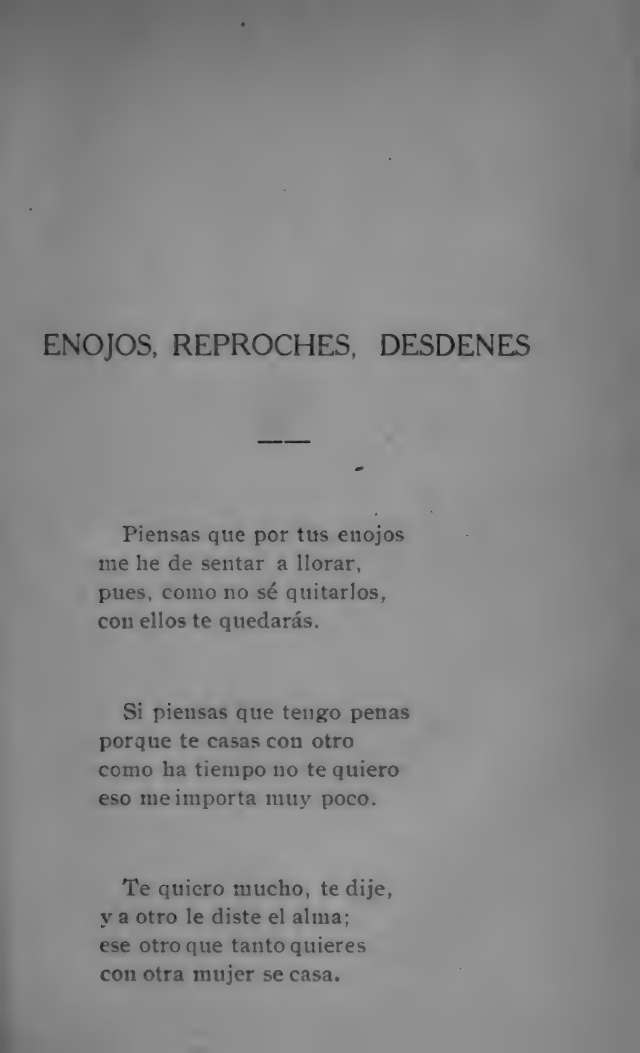 ENOJOS, REPROCHES, DESDENES
Piensas que por tus enojos
me he de sentar a llorar,
pues, como no sé quitarlos,
con ellos te quedarás.
Si piensas que tengo penas
porque te casas con otro
como ha tiempo no te quiero
eso me importa muy poco.
Te quiero mucho, te dije,
y a otro le diste el alma;
ese otro que tanto quieres
con otra mujer se casa.